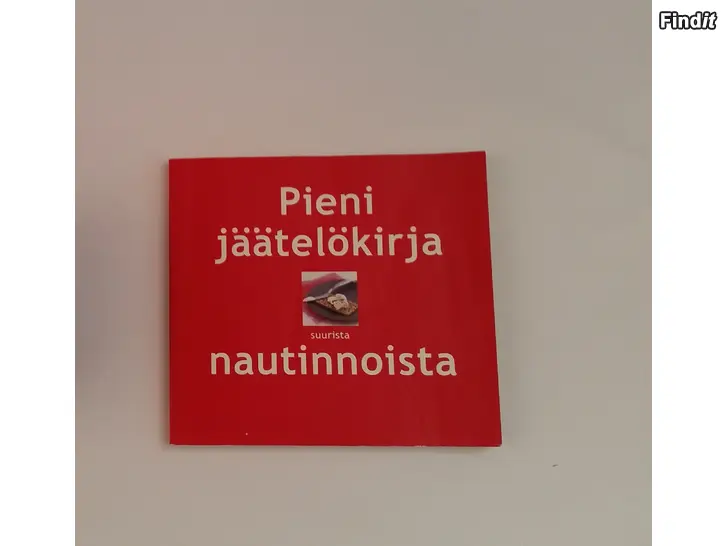 Findit
Pieni
jäätelökirja
suurista
nautinnoista